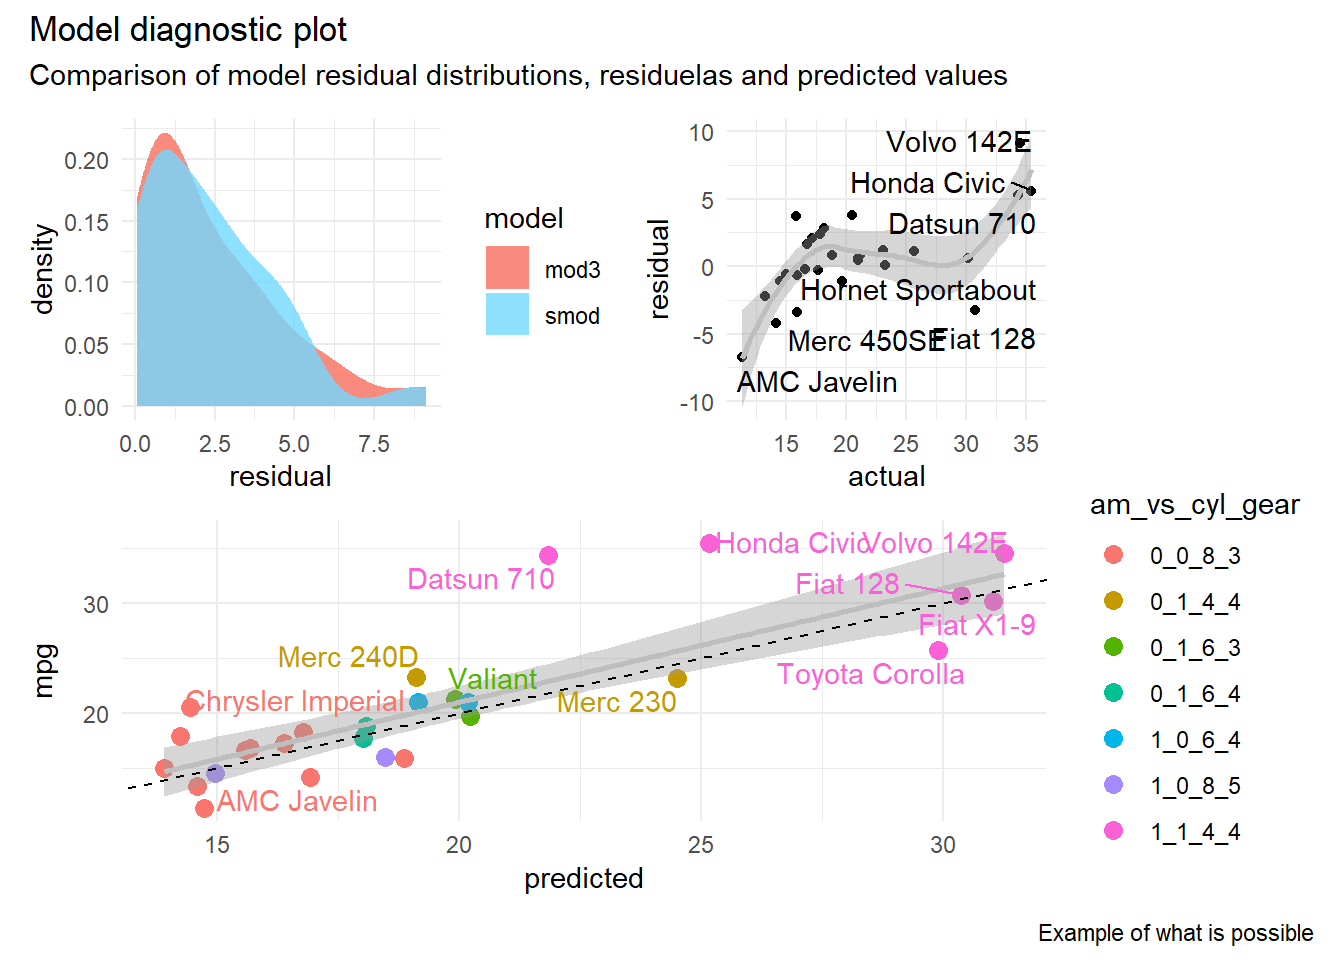 Model diagnostic plot
Comparison of model residual distributions, residuelas and predicted values
density
0.20
0.15
0.10
0.05
0.00
0.0 2.5 5.0 7.5
residual
model
mod3
smod
residual
10
5
0
-5
-10
Volvo 142E
Honda Civic
Datsun 710
Hornet Sportabout
Merc 450SE
Fiat 128
AMC Javelin
15 20 25 30 35
actual
mpg
30
20
Honda Civic
Volvo 142E
Datsun 710
Fiat 128
Fiat X1-9
Merc 240D
Valiant
Toyota Corolla
Chrysler Imperial
Merc 230
AMC Javelin
15 20 25 30
predicted
am_vs_cyl_gear
0_0_8_3
0_1_4_4
0_1_6_3
0_1_6_4
1_0_6_4
1_0_8_5
1_1_4_4
Example of what is possible